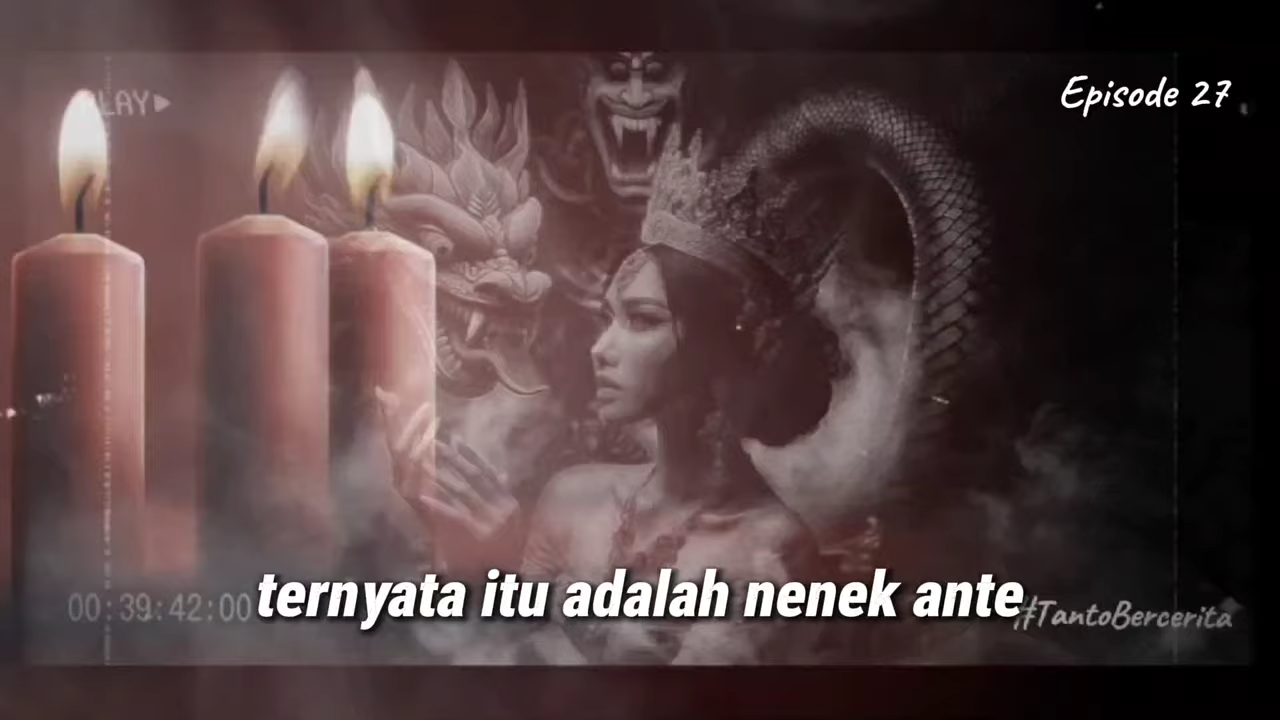 PLAY
Episode 27
ternyata itu adalah nenek ante
00:39:42:00
#TantoBercerita